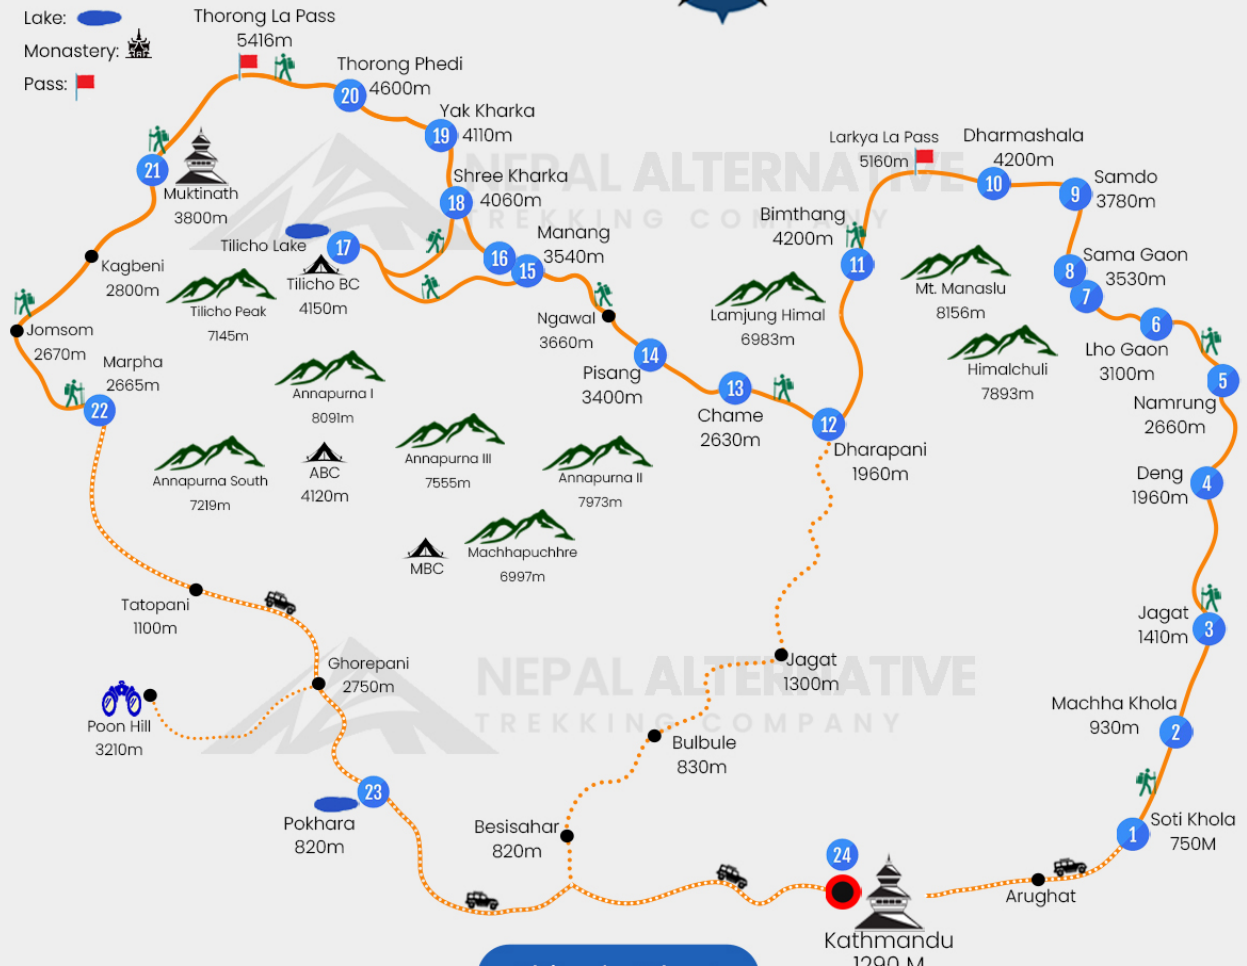 Lake:
Monastery:
Pass:
Thorong La Pass
5416m
Thorong Phedi
4600m
20
Yak Kharka
4110m
19
Shree Kharka
4060m
18
21
Muktinath
3800m
Tilicho Lake
17
Tilicho BC
4150m
16
15
Manang
3540m
Kagbeni
2800m
Tilicho Peak
7145m
Jomsom
2670m
Marpha
2665m
22
Ngawal
3660m
14
Pisang
3400m
13
Chame
2630m
12
Dharapani
1960m
Larkya La Pass
5160m
Dharmashala
4200m
10
9
Samdo
3780m
Bimthang
4200m
11
8
Sama Gaon
3530m
7
6
Lho Gaon
3100m
5
Namrung
2660m
Deng
1960m
4
Jagat
1410m
3
Machha Khola
930m
2
Soti Khola
750M
1
Arughat
Mt. Manaslu
8156m
Lamjung Himal
6983m
Himalchuli
7893m
Annapurna I
8091m
Annapurna III
7555m
Annapurna II
7973m
Annapurna South
7219m
ABC
4120m
MBC
Machhapuchhre
6997m
Tatopani
1100m
Ghorepani
2750m
Poon Hill
3210m
23
Pokhara
820m
Jagat
1300m
Bulbule
830m
Besisahar
820m
24
Kathmandu
1290 M
NEPAL ALTERNATIVE
TREKKING COMPANY
NEPAL ALTERNATIVE
TREKKING COMPANY